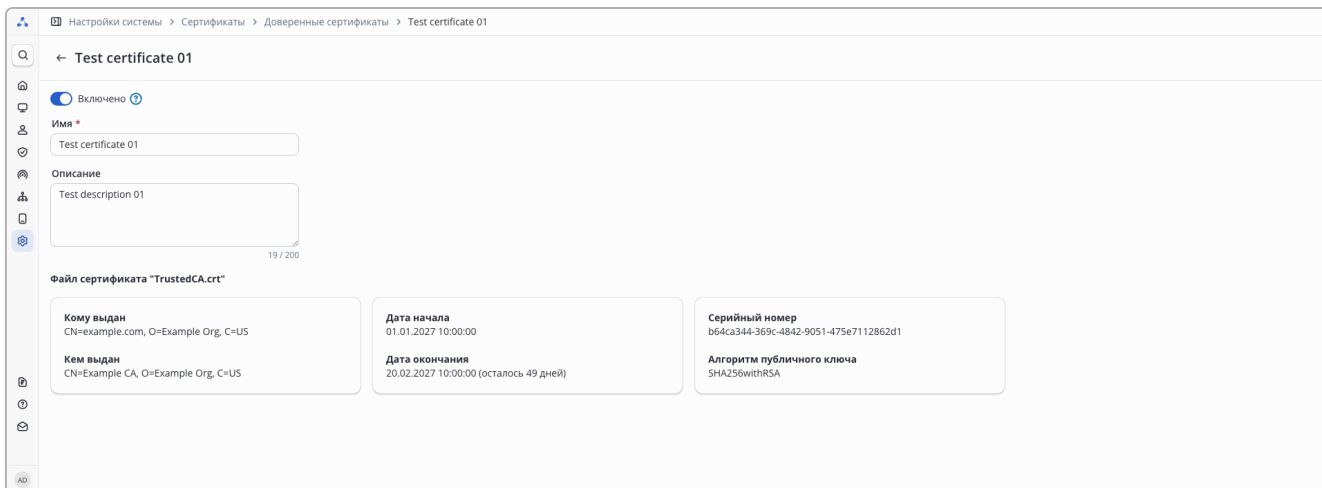 Настройки системы > Сертификаты > Доверенные сертификаты > Test certificate 01
← Test certificate 01
Включено ?
Имя *
Test certificate 01
Описание
Test description 01
19 / 200
Файл сертификата "TrustedCA.crt"
Кому выдан
CN=example.com, O=Example Org, C=US
Кем выдан
CN=Example CA, O=Example Org, C=US
Дата начала
01.01.2027 10:00:00
Дата окончания
20.02.2027 10:00:00 (осталось 49 дней)
Серийный номер
b64ca344-369c-4842-9051-475e7112862d1
Алгоритм публичного ключа
SHA256withRSA
AD